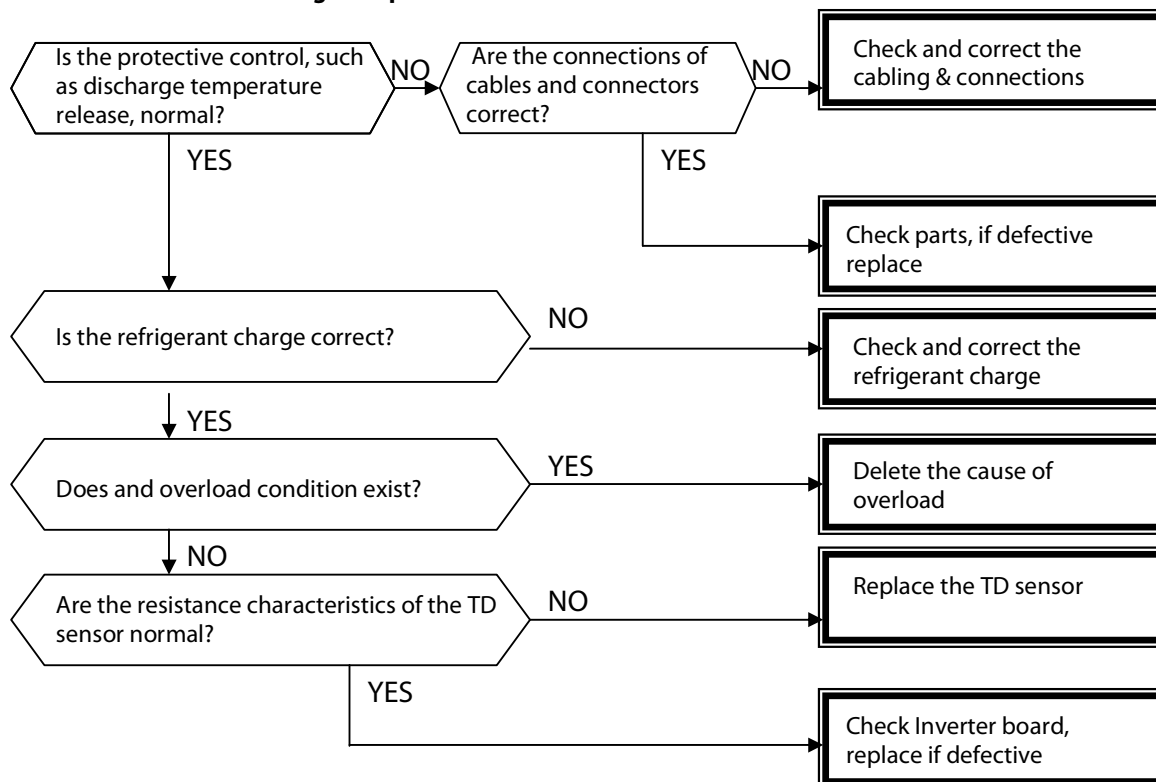 Is the protective control, such
as discharge temperature
release, normal?
NO
Are the connections of
cables and connectors
correct?
NO
Check and correct the
cabling & connections
YES
YES
Check parts, if defective
replace
Is the refrigerant charge correct?
NO
Check and correct the
refrigerant charge
YES
Does and overload condition exist?
YES
Delete the cause of
overload
NO
Are the resistance characteristics of the TD
sensor normal?
NO
Replace the TD sensor
YES
Check Inverter board,
replace if defective